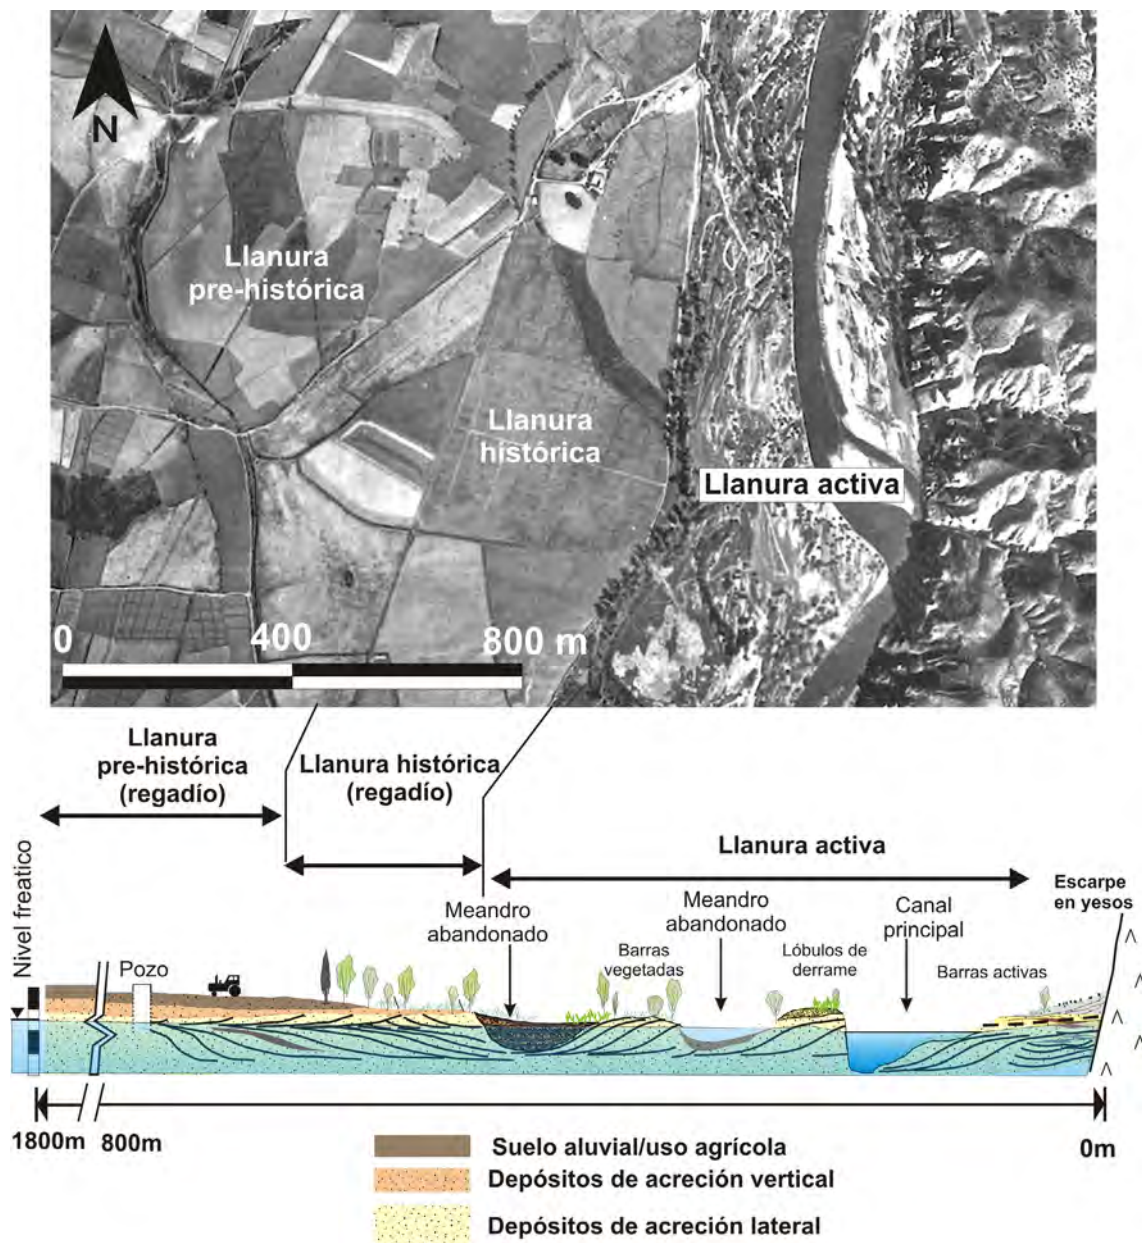 N
Llanura
pre-histórica
Llanura
histórica
Llanura activa
0
400
800 m
Llanura
pre-histórica
(regadío)
Llanura histórica
(regadío)
Llanura activa
Nivel freatico
Pozo
Meandro
abandonado
Barras
vegetadas
Meandro
abandonado
Lóbulos de
derrame
Canal
principal
Barras activas
Escarpe
en yesos
1800m
800m
0m
Suelo aluvial/uso agrícola
Depósitos de acreción vertical
Depósitos de acreción lateral